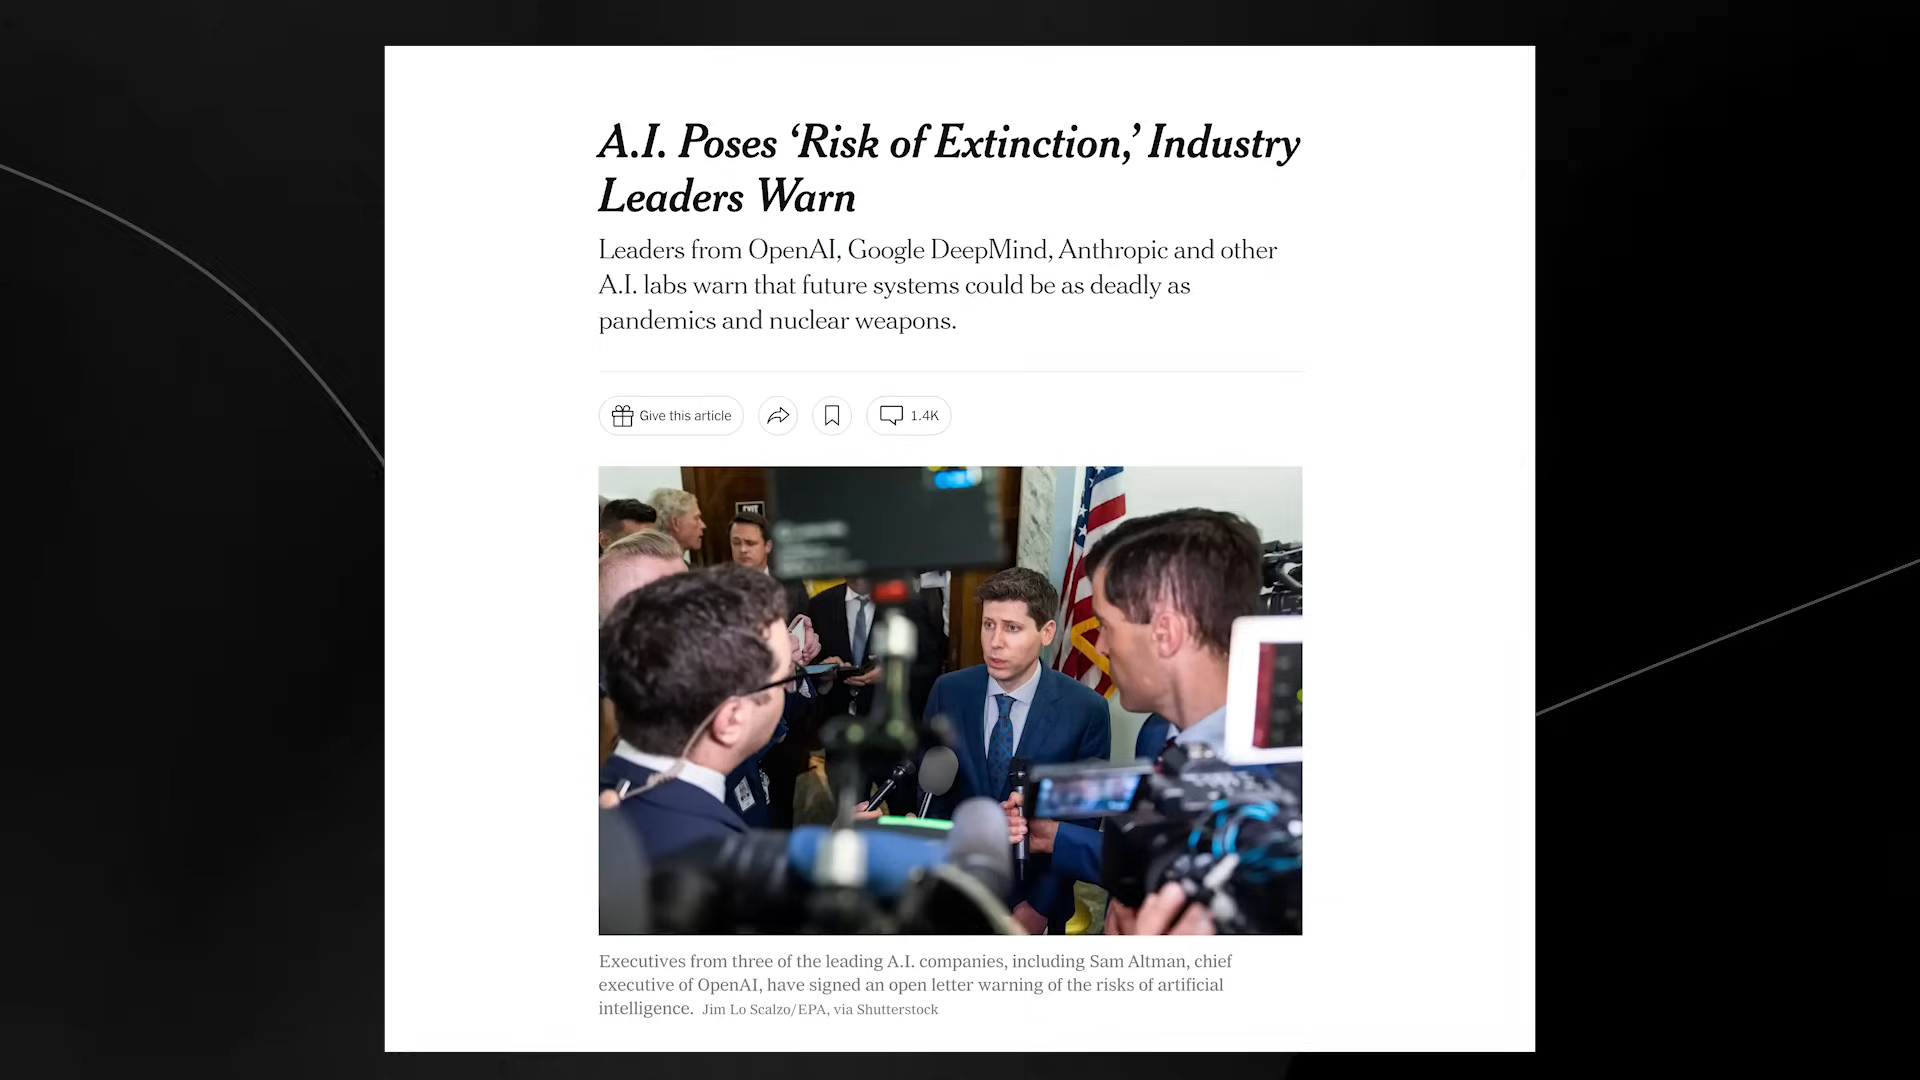 A.I. Poses ‘Risk of Extinction,’ Industry
Leaders Warn
Leaders from OpenAI, Google DeepMind, Anthropic and other
A.I. labs warn that future systems could be as deadly as
pandemics and nuclear weapons.
Give this article
1.4K
EXIT
Executives from three of the leading A.I. companies, including Sam Altman, chief
executive of OpenAI, have signed an open letter warning of the risks of artificial
intelligence. Jim Lo Scalzo/EPA, via Shutterstock